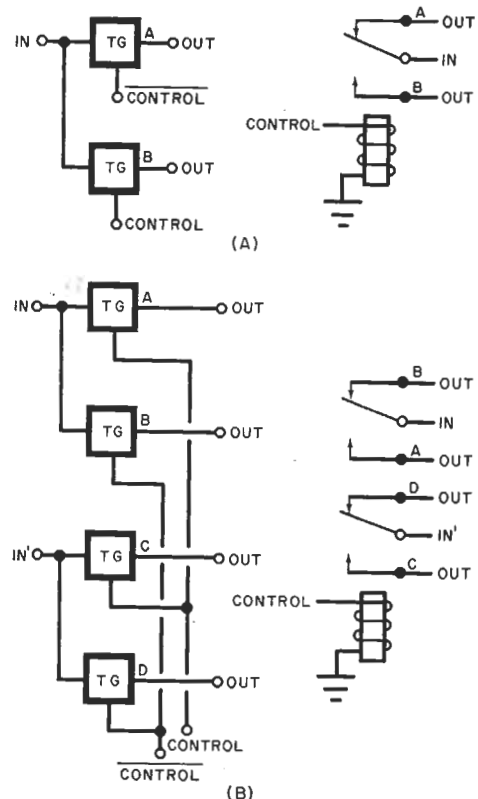 IN TG A OUT
CONTROL
TG B OUT
CONTROL
A OUT
IN
B OUT
CONTROL
(A)
IN TG A OUT
TG B OUT
IN' TG C OUT
TG D OUT
CONTROL
CONTROL
B OUT
IN
A OUT
D OUT
IN'
C OUT
CONTROL
(B)